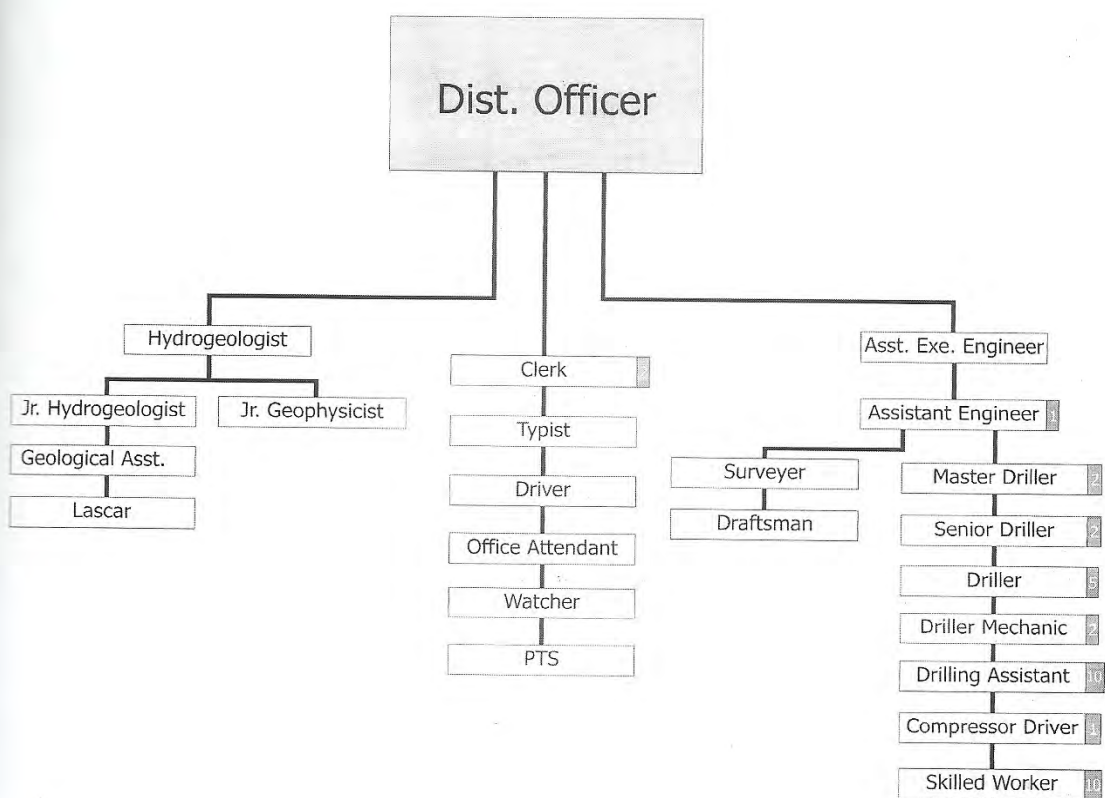 Dist. Officer
Hydrogeologist
Jr. Hydrogeologist
Jr. Geophysicist
Geological Asst.
Lascar
Clerk
Typist
Driver
Office Attendant
Watcher
PTS
Asst. Exe. Engineer
Assistant Engineer 1
Surveyer
Draftsman
Master Driller 2
Senior Driller 2
Driller 5
Driller Mechanic 2
Drilling Assistant 10
Compressor Driver 1
Skilled Worker 10